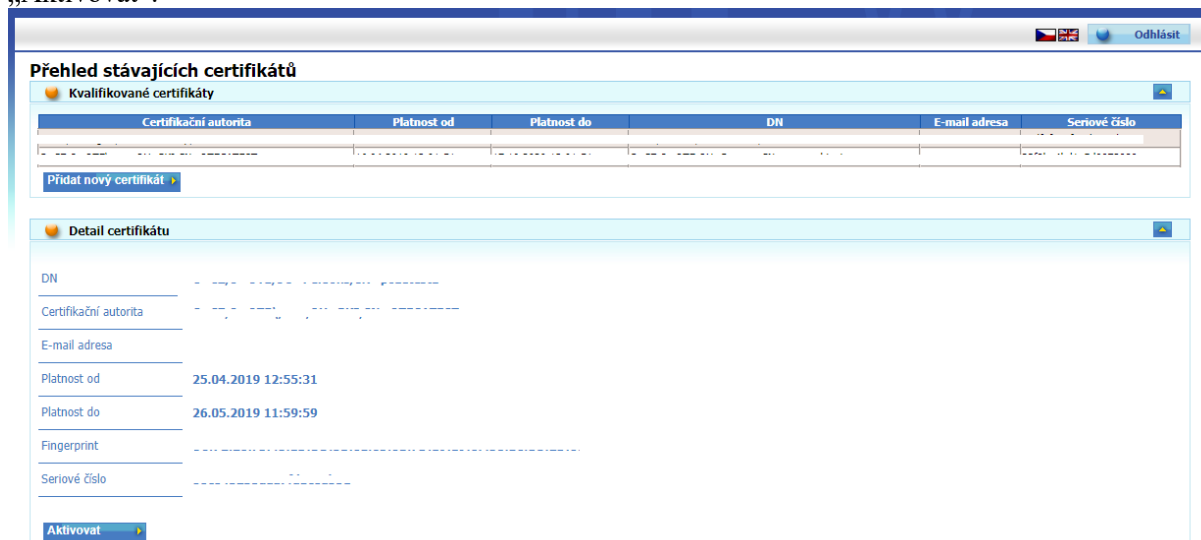 „Aktivovat“.
Odhlásit
Přehled stávajících certifikátů
Kvalifikované certifikáty
Certifikační autorita Platnost od Platnost do DN E-mail adresa Seriové číslo
Přidat nový certifikát
Detail certifikátu
DN
Certifikační autorita
E-mail adresa
Platnost od 25.04.2019 12:55:31
Platnost do 26.05.2019 11:59:59
Fingerprint
Seriové číslo
Aktivovat